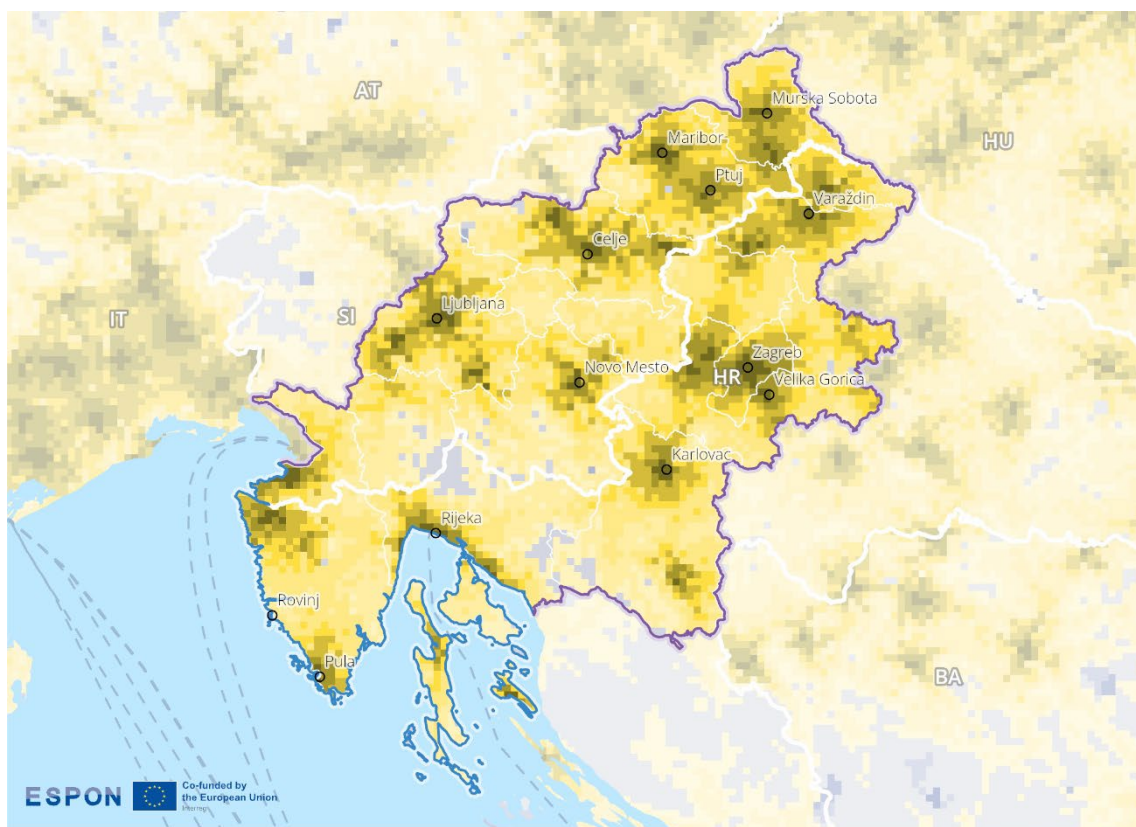 AT
Murska Sobota
HU
Maribor
Ptuj
Varaždin
Celje
Ljubljana
SI
IT
Novo Mesto
Zagreb
HR
Velika Gorica
Karlovac
Rijeka
Rovinj
Pula
BA
ESPON
Co-funded by
the European Union
Interreg